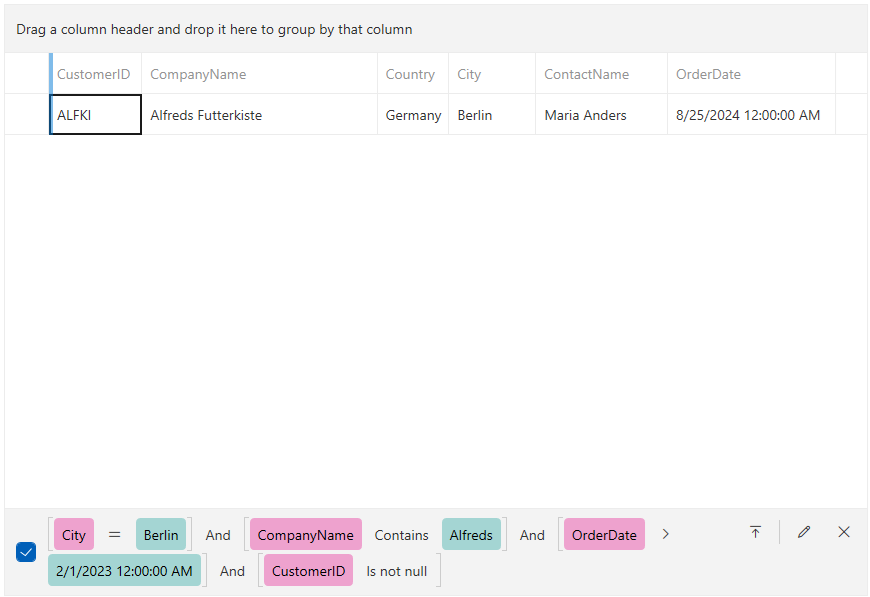 Drag a column header and drop it here to group by that column
CustomerID CompanyName Country City ContactName OrderDate
ALFKI Alfreds Futterkiste Germany Berlin Maria Anders 8/25/2024 12:00:00 AM
City = Berlin And CompanyName Contains Alfreds And OrderDate >
2/1/2023 12:00:00 AM And CustomerID Is not null